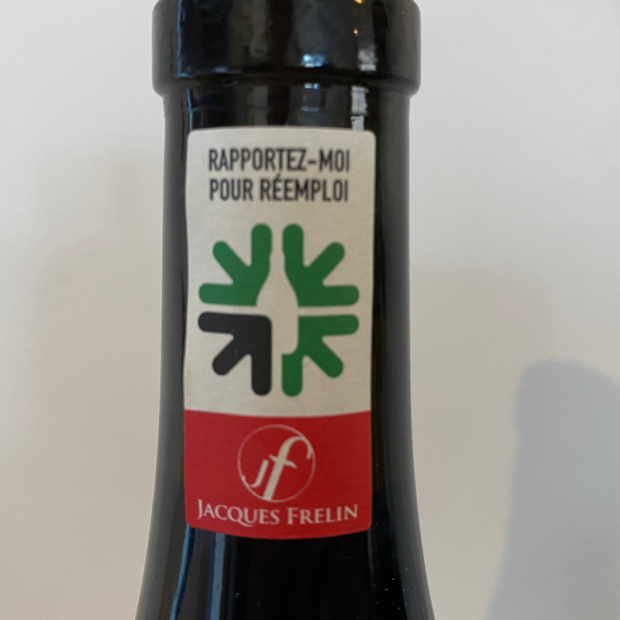 RAPPORTEZ-MOI
POUR RÉEMPLOI
jf
JACQUES FRELIN